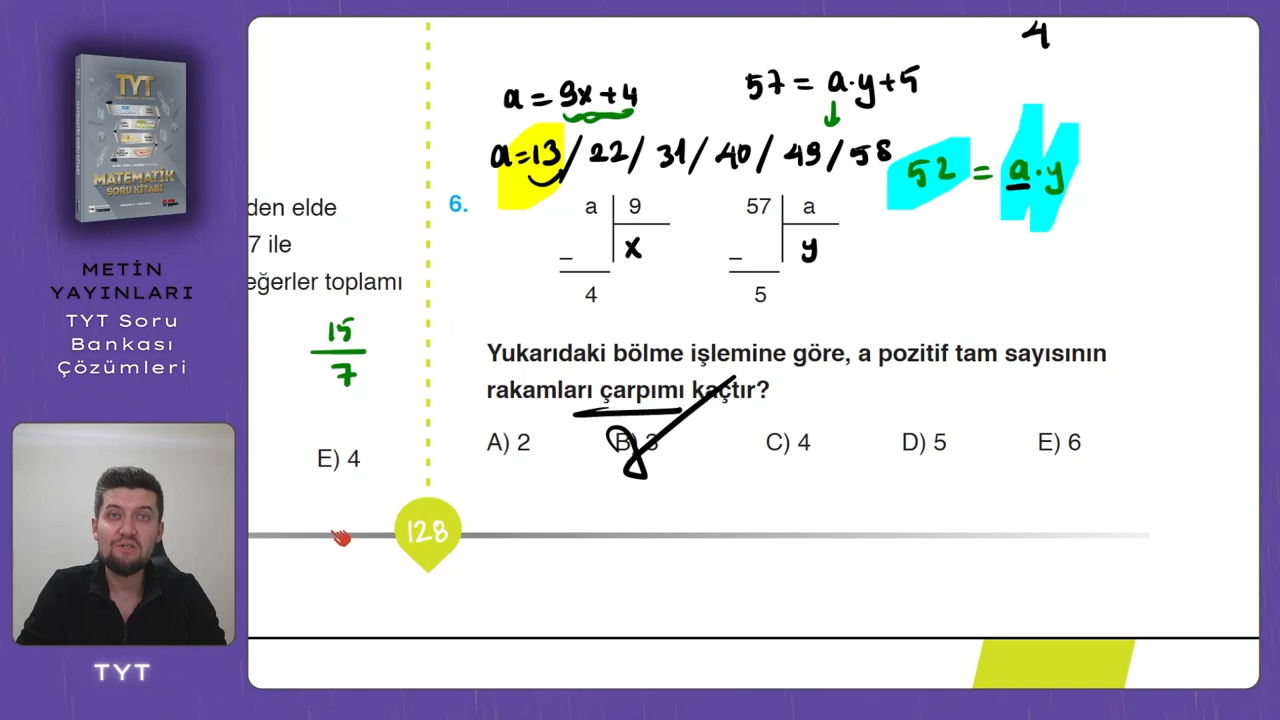 TYT
MATEMATİK
SORU KİTABI
METİN
YAYINLARI
TYT Soru
Bankası
Çözümleri
TYT
den elde
7 ile
eğerler toplamı
15
7
E) 4
128
4
a = 9x + 4
57 = a·y + 5
a = 13 / 22 / 31 / 40 / 49 / 58
52 = a·y
6.
a 9
x
–
4
57 a
y
–
5
Yukarıdaki bölme işlemine göre, a pozitif tam sayısının
rakamları çarpımı kaçtır?
A) 2 B) 3 C) 4 D) 5 E) 6